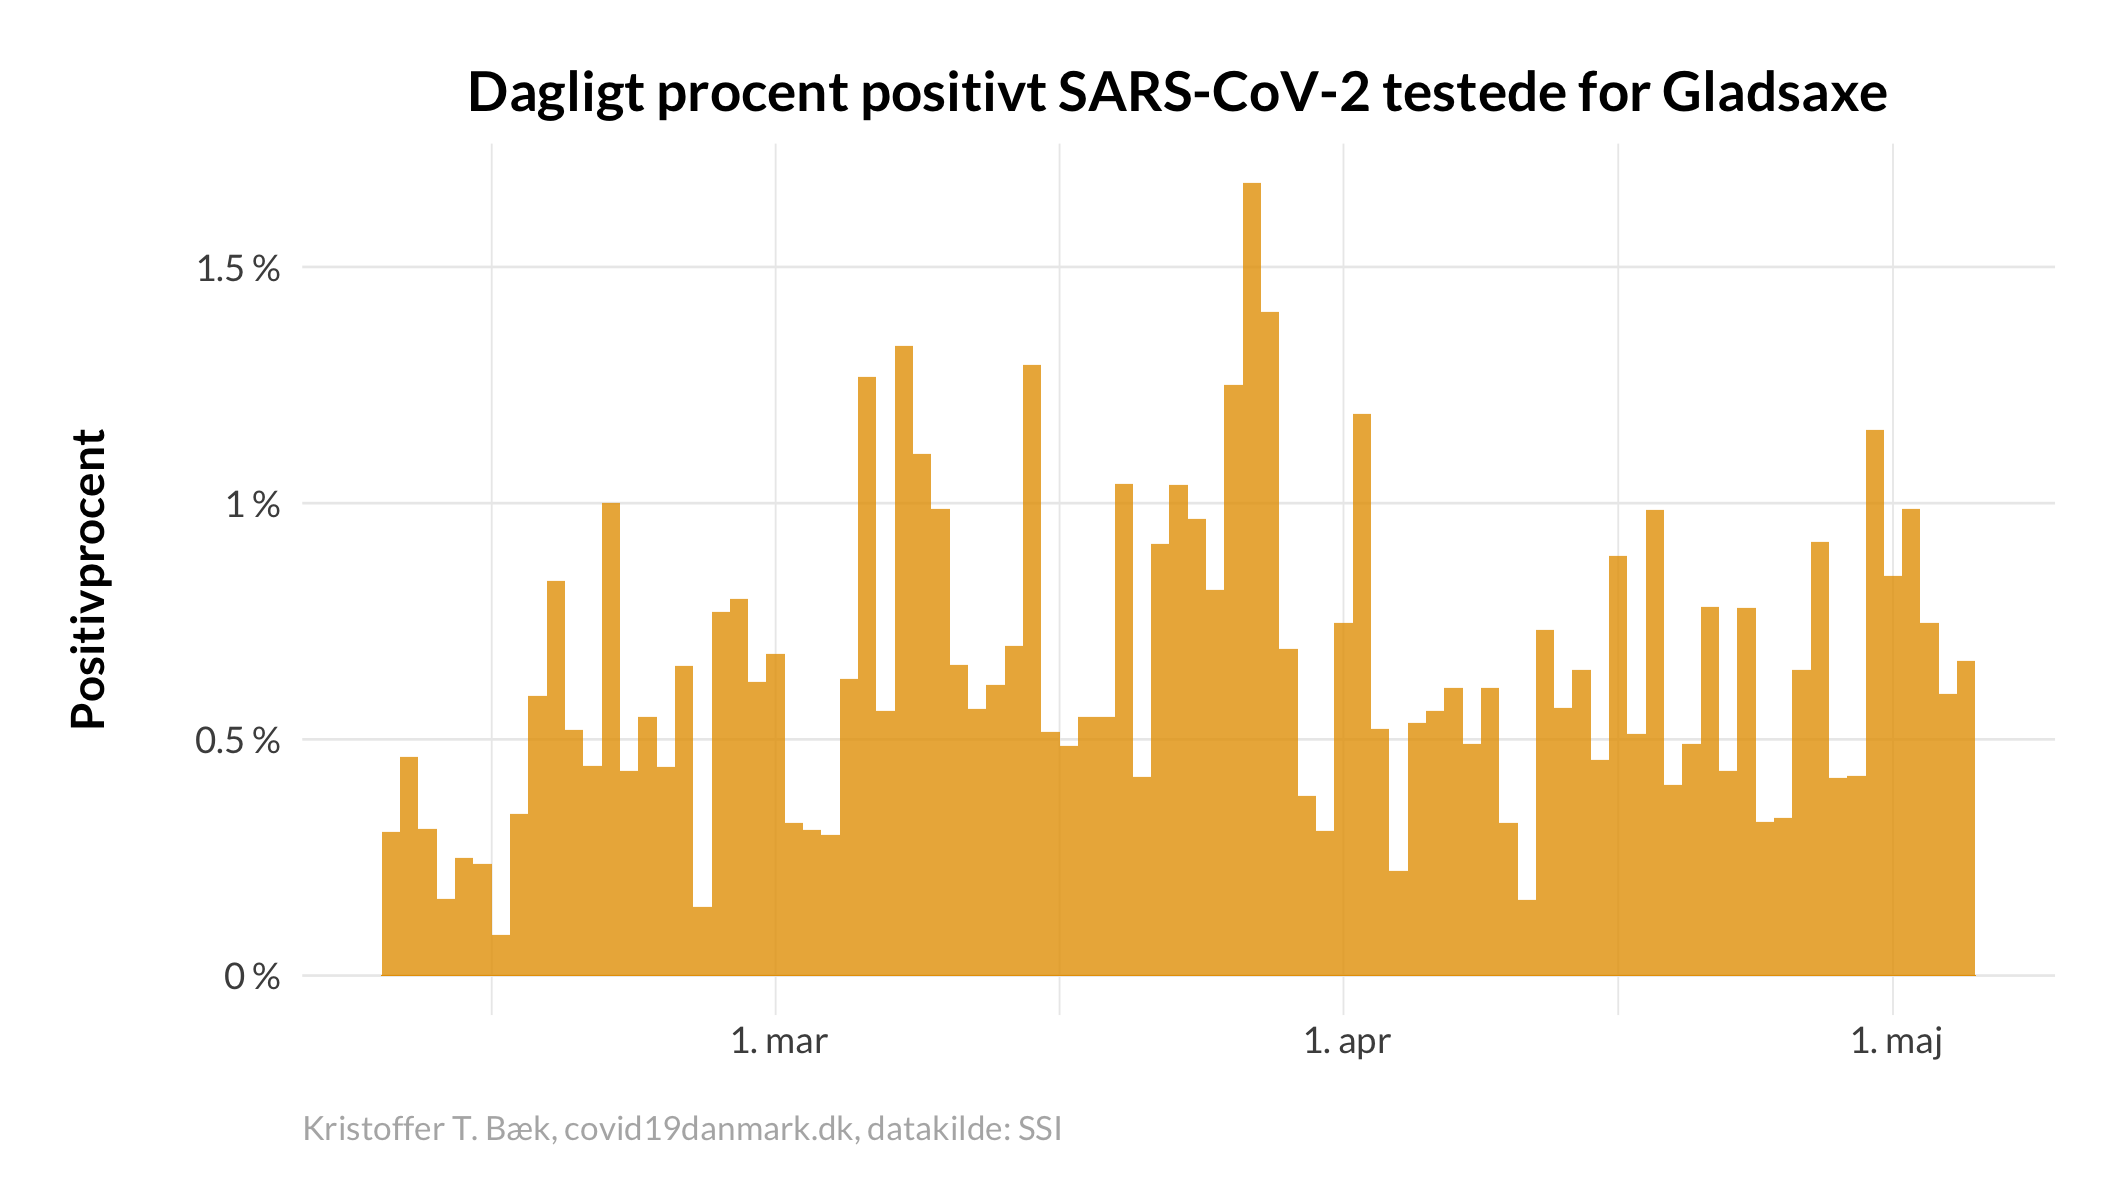 Dagligt procent positivt SARS-CoV-2 testede for Gladsaxe
Positivprocent
1.5 %
1 %
0.5 %
0 %
1. mar
1. apr
1. maj
Kristoffer T. Bæk, covid19danmark.dk, datakilde: SSI